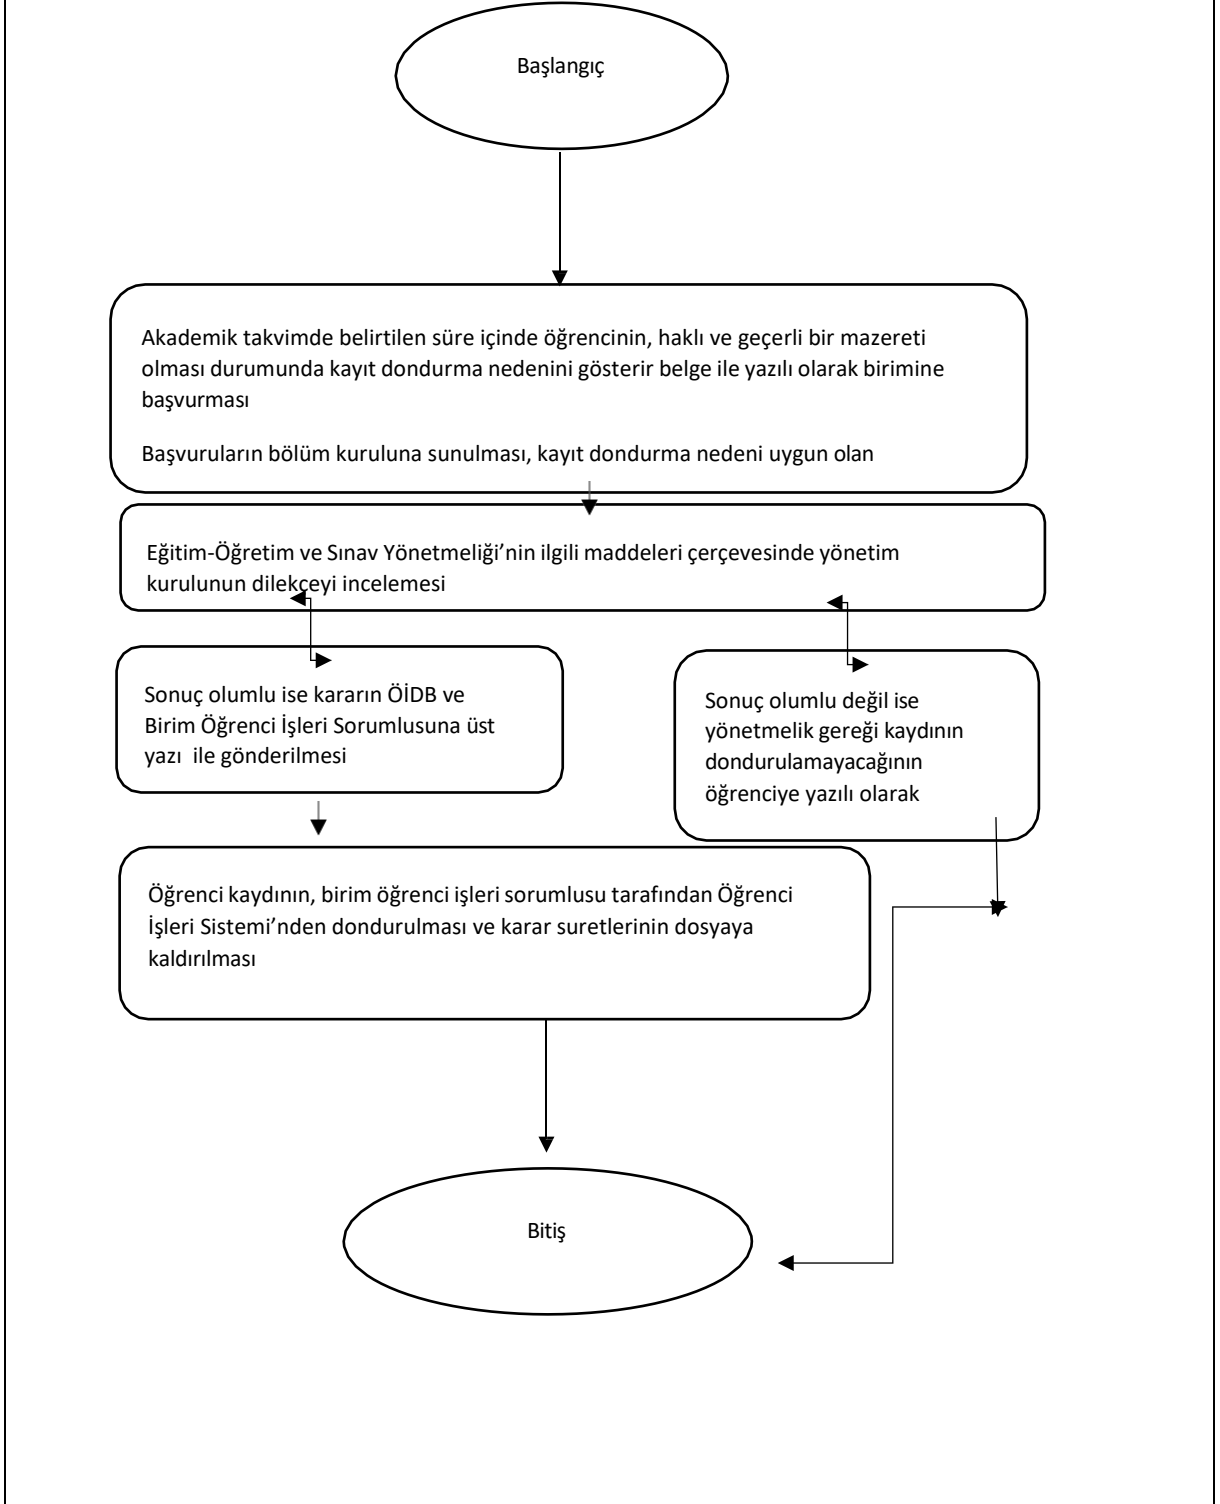 Başlangıç
Akademik takvimde belirtilen süre içinde öğrencinin, haklı ve geçerli bir mazereti
olması durumunda kayıt dondurma nedenini gösterir belge ile yazılı olarak birimine
başvurması
Başvuruların bölüm kuruluna sunulması, kayıt dondurma nedeni uygun olan
Eğitim-Öğretim ve Sınav Yönetmeliği’nin ilgili maddeleri çerçevesinde yönetim
kurulunun dilekçeyi incelemesi
Sonuç olumlu ise kararın ÖİDB ve
Birim Öğrenci İşleri Sorumlusuna üst
yazı ile gönderilmesi
Sonuç olumlu değil ise
yönetmelik gereği kaydının
dondurulamayacağının
öğrenciye yazılı olarak
Öğrenci kaydının, birim öğrenci işleri sorumlusu tarafından Öğrenci
İşleri Sistemi’nden dondurulması ve karar suretlerinin dosyaya
kaldırılması
Bitiş